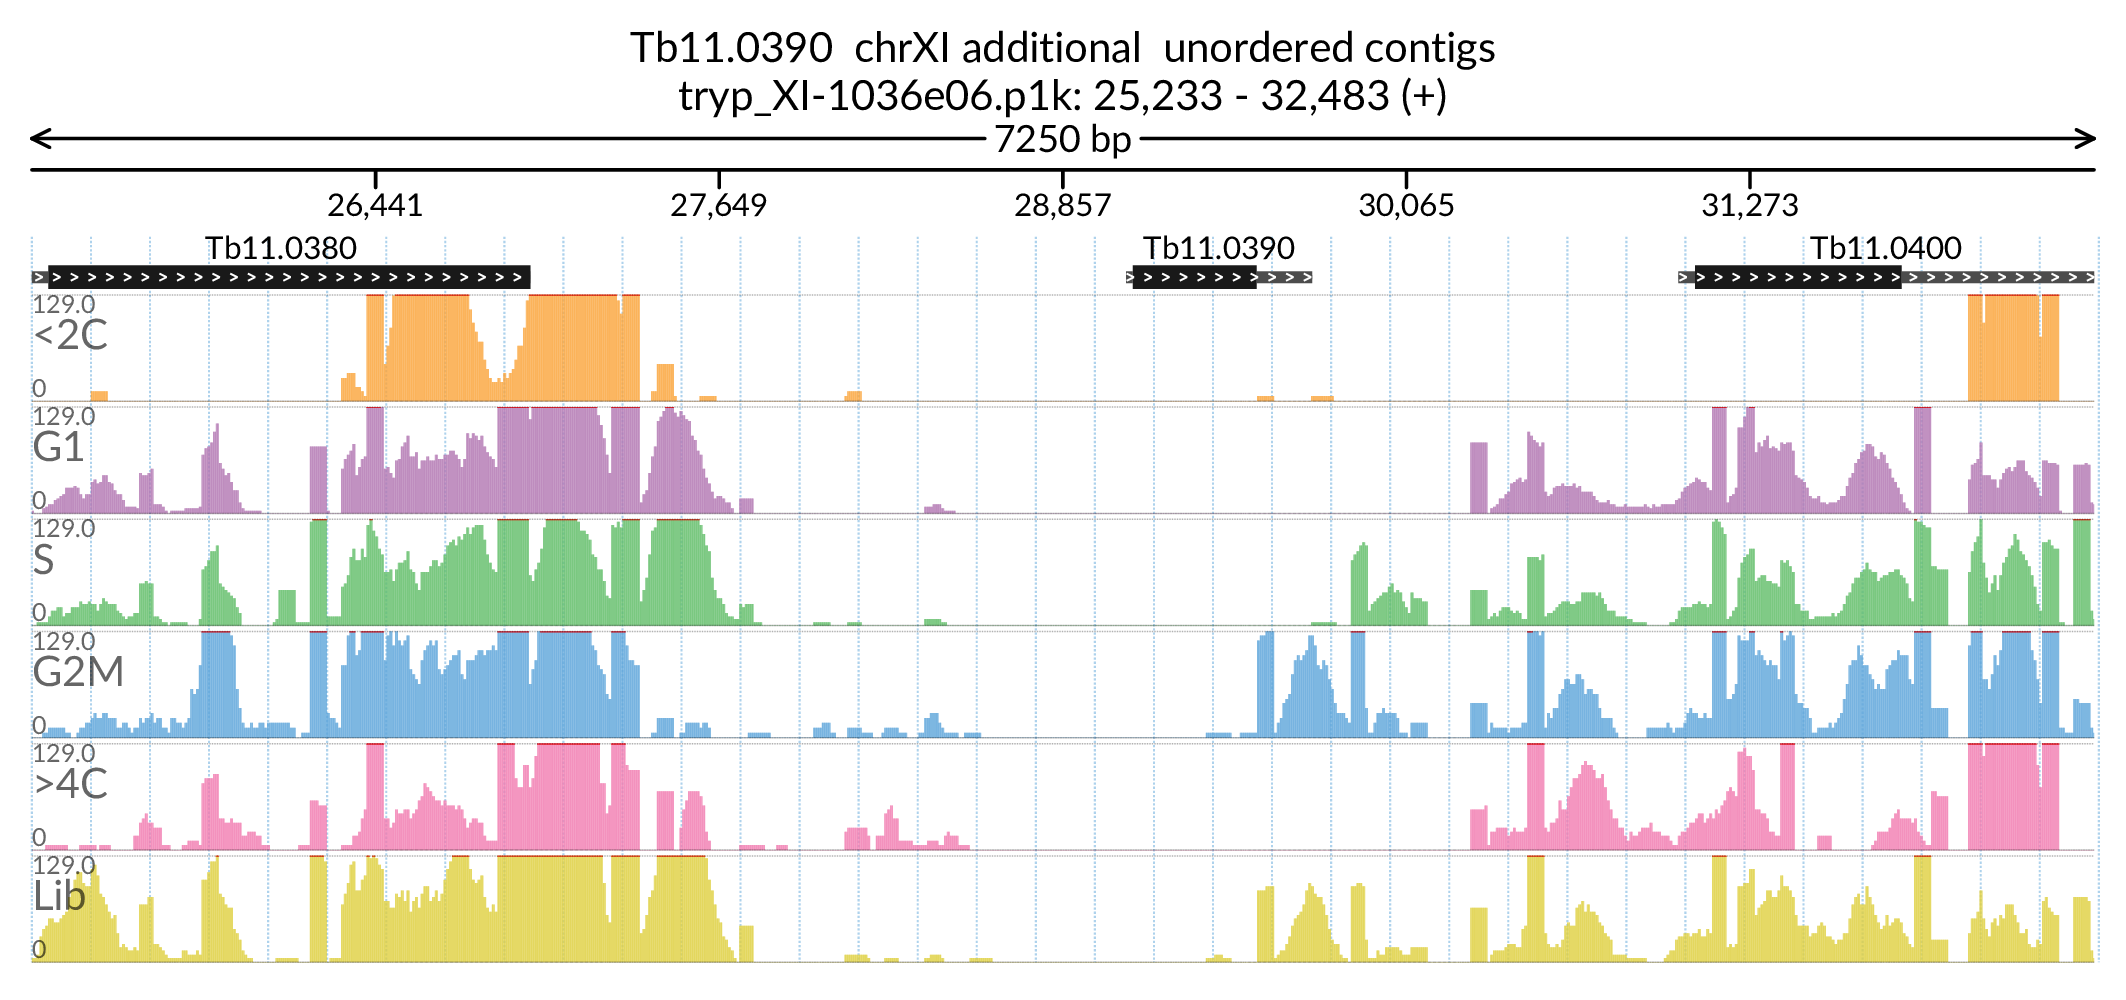 Tb11.0390  chrXI additional  unordered contigs
tryp_XI-1036e06.p1k: 25,233 - 32,483 (+)
7250 bp
26,441 27,649 28,857 30,065 31,273
Tb11.0380 Tb11.0390 Tb11.0400
129.0
<2C
0
129.0
G1
0
129.0
S
0
129.0
G2M
0
129.0
>4C
0
129.0
Lib
0